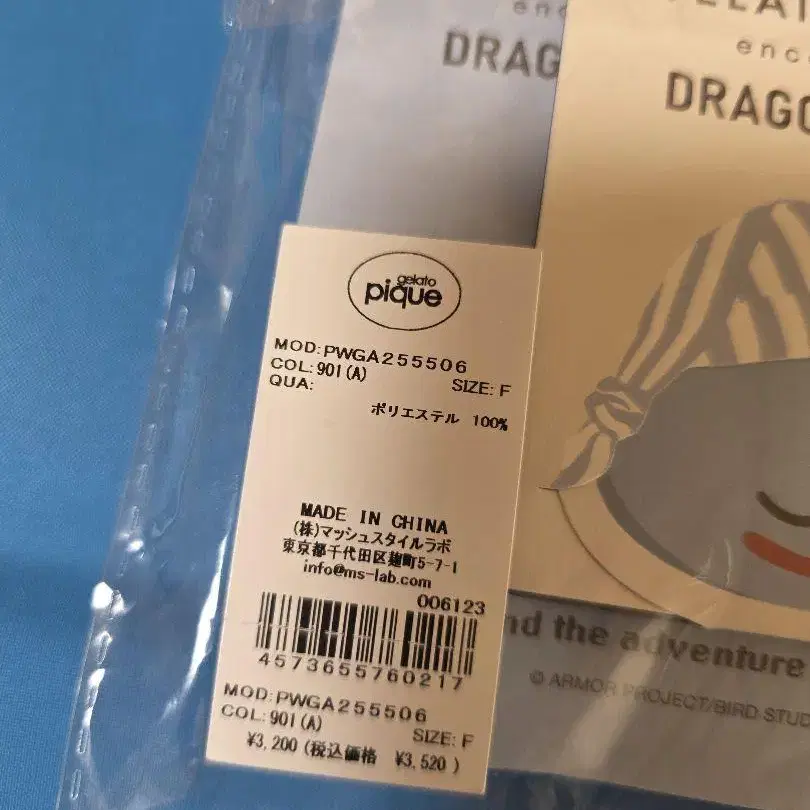 enc
DRAG
enc
DRAGO
gelato
pique
MOD:PWGA255506
COL:901(A) SIZE: F
QUA:
ポリエステル 100%
MADE IN CHINA
(株)マッシュスタイルラボ
東京都千代田区麹町5-7-1
info@ms-lab.com
006123
4573655760217
MOD:PWGA255506
COL:901(A) SIZE: F
¥3,200 (税込価格 ¥3,520 )
nd the adventure
© ARMOR PROJECT/BIRD STUD